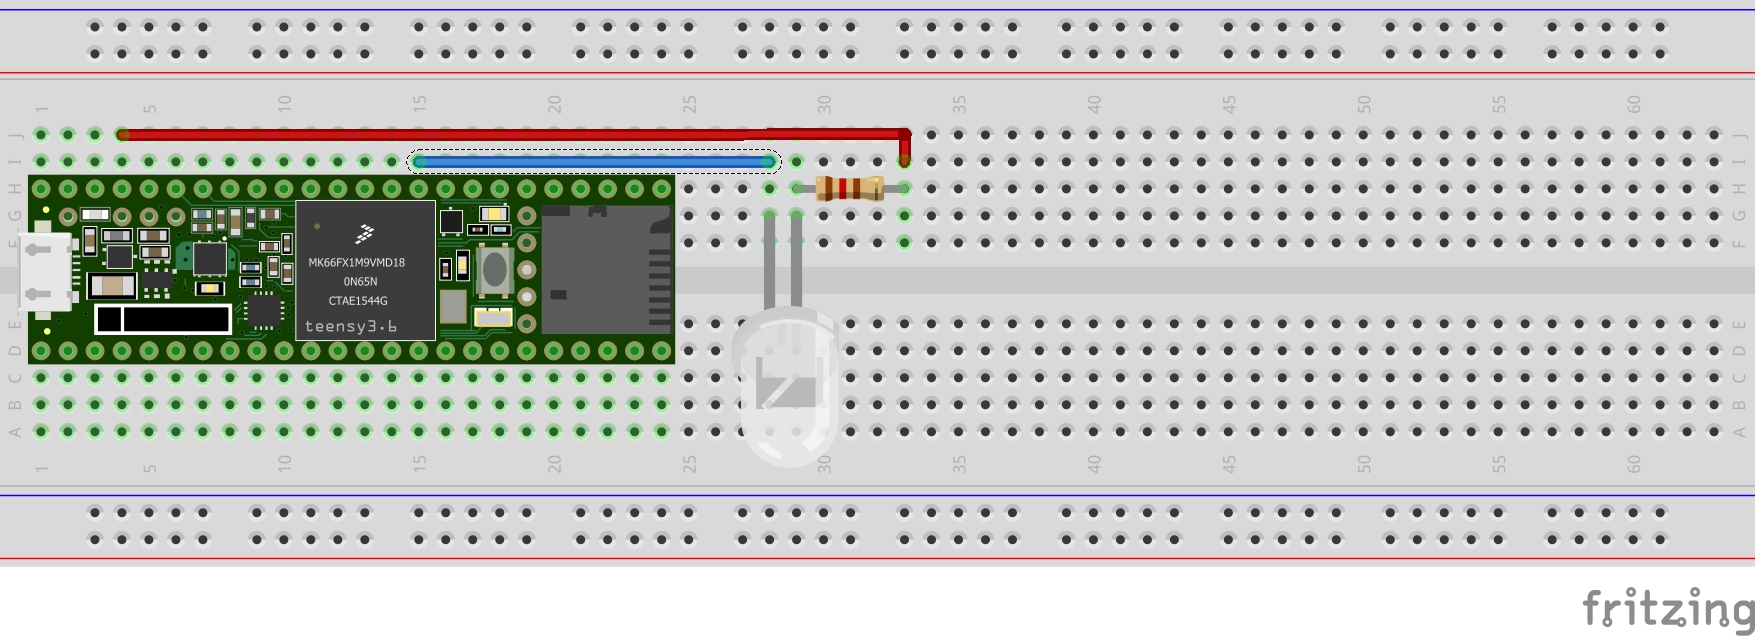 1 5 10 15 20 25 30 35 40 45 50 55 60
J J
I I
H H
G G
F F
MK66FX1M9VMD18
0N65N
CTAE1544G
teensy3.6
E E
D D
C C
B B
A A
1 5 10 15 20 25 30 35 40 45 50 55 60
fritzing